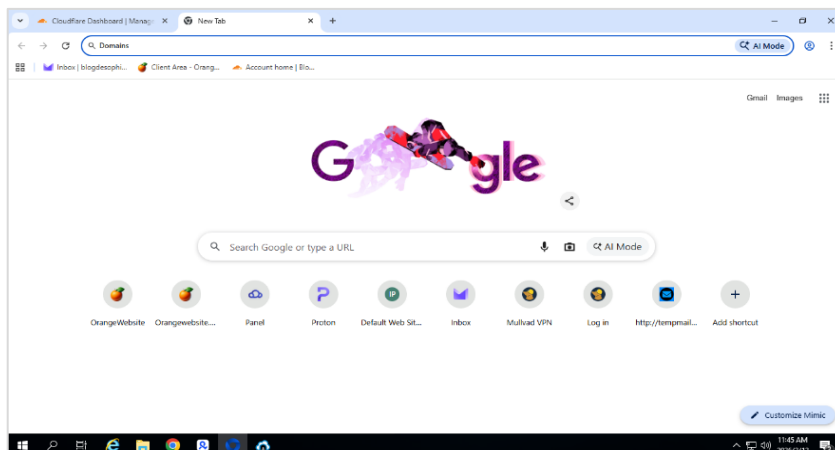 Cloudflare Dashboard | Manag
New Tab
Domains
AI Mode
Inbox | blogdesophi...
Client Area - Orang...
Account home | Blo...
Gmail Images
Google
Search Google or type a URL
AI Mode
OrangeWebsite
Orangewebsite...
Panel
Proton
Default Web Sit...
Inbox
Mullvad VPN
Log in
http://tempmail...
Add shortcut
Customize Mimic
11:45 AM